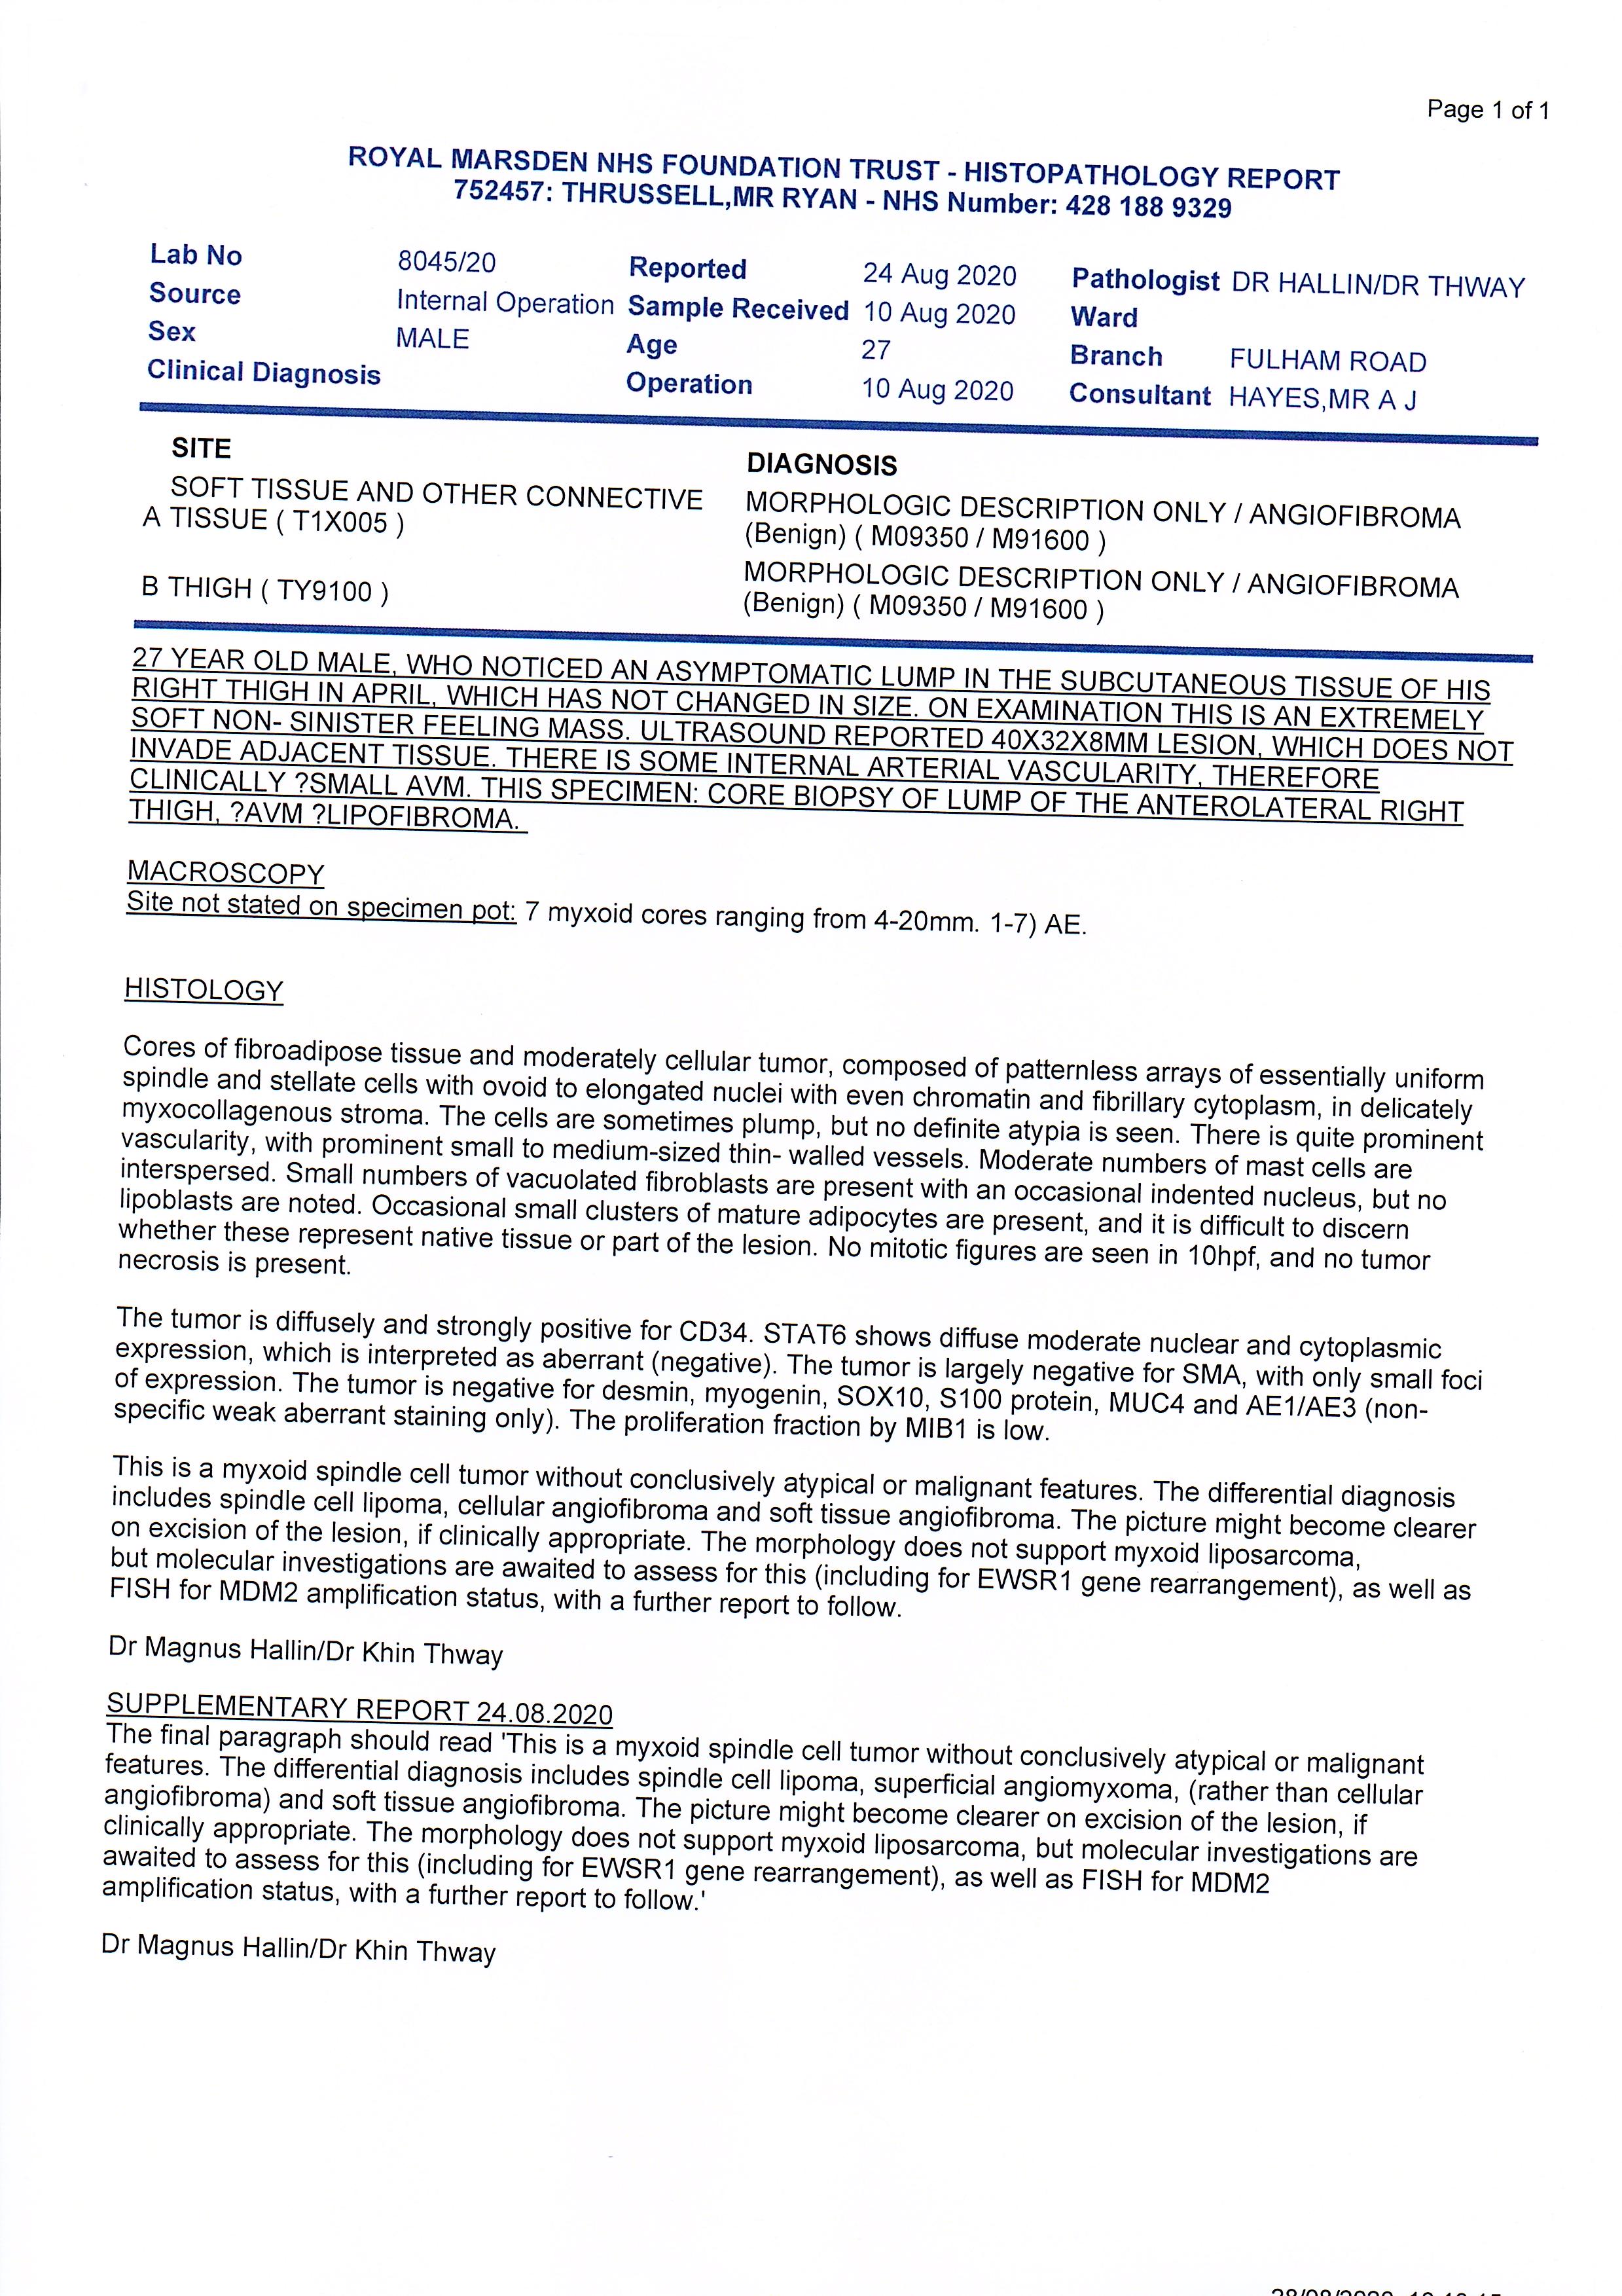 Page 1 of 1
ROYAL MARSDEN NHS FOUNDATION TRUST - HISTOPATHOLOGY REPORT
752457: THRUSSELL,MR RYAN - NHS Number: 428 188 9329
Lab No 8045/20 Reported 24 Aug 2020 Pathologist DR HALLIN/DR THWAY
Source Internal Operation Sample Received 10 Aug 2020 Ward
Sex MALE Age 27 Branch FULHAM ROAD
Clinical Diagnosis Operation 10 Aug 2020 Consultant HAYES,MR A J
SITE DIAGNOSIS
SOFT TISSUE AND OTHER CONNECTIVE MORPHOLOGIC DESCRIPTION ONLY / ANGIOFIBROMA
A TISSUE ( T1X005 ) (Benign) ( M09350 / M91600 )
MORPHOLOGIC DESCRIPTION ONLY / ANGIOFIBROMA
B THIGH ( TY9100 ) (Benign) ( M09350 / M91600 )
27 YEAR OLD MALE, WHO NOTICED AN ASYMPTOMATIC LUMP IN THE SUBCUTANEOUS TISSUE OF HIS
RIGHT THIGH IN APRIL, WHICH HAS NOT CHANGED IN SIZE. ON EXAMINATION THIS IS AN EXTREMELY
SOFT NON- SINISTER FEELING MASS. ULTRASOUND REPORTED 40X32X8MM LESION, WHICH DOES NOT
INVADE ADJACENT TISSUE. THERE IS SOME INTERNAL ARTERIAL VASCULARITY, THEREFORE
CLINICALLY ?SMALL AVM. THIS SPECIMEN: CORE BIOPSY OF LUMP OF THE ANTEROLATERAL RIGHT
THIGH, ?AVM ?LIPOFIBROMA.
MACROSCOPY
Site not stated on specimen pot: 7 myxoid cores ranging from 4-20mm. 1-7) AE.
HISTOLOGY
Cores of fibroadipose tissue and moderately cellular tumor, composed of patternless arrays of essentially uniform
spindle and stellate cells with ovoid to elongated nuclei with even chromatin and fibrillary cytoplasm, in delicately
myxocollagenous stroma. The cells are sometimes plump, but no definite atypia is seen. There is quite prominent
vascularity, with prominent small to medium-sized thin- walled vessels. Moderate numbers of mast cells are
interspersed. Small numbers of vacuolated fibroblasts are present with an occasional indented nucleus, but no
lipoblasts are noted. Occasional small clusters of mature adipocytes are present, and it is difficult to discern
whether these represent native tissue or part of the lesion. No mitotic figures are seen in 10hpf, and no tumor
necrosis is present.
The tumor is diffusely and strongly positive for CD34. STAT6 shows diffuse moderate nuclear and cytoplasmic
expression, which is interpreted as aberrant (negative). The tumor is largely negative for SMA, with only small foci
of expression. The tumor is negative for desmin, myogenin, SOX10, S100 protein, MUC4 and AE1/AE3 (non-
specific weak aberrant staining only). The proliferation fraction by MIB1 is low.
This is a myxoid spindle cell tumor without conclusively atypical or malignant features. The differential diagnosis
includes spindle cell lipoma, cellular angiofibroma and soft tissue angiofibroma. The picture might become clearer
on excision of the lesion, if clinically appropriate. The morphology does not support myxoid liposarcoma,
but molecular investigations are awaited to assess for this (including for EWSR1 gene rearrangement), as well as
FISH for MDM2 amplification status, with a further report to follow.
Dr Magnus Hallin/Dr Khin Thway
SUPPLEMENTARY REPORT 24.08.2020
The final paragraph should read 'This is a myxoid spindle cell tumor without conclusively atypical or malignant
features. The differential diagnosis includes spindle cell lipoma, superficial angiomyxoma, (rather than cellular
angiofibroma) and soft tissue angiofibroma. The picture might become clearer on excision of the lesion, if
clinically appropriate. The morphology does not support myxoid liposarcoma, but molecular investigations are
awaited to assess for this (including for EWSR1 gene rearrangement), as well as FISH for MDM2
amplification status, with a further report to follow.'
Dr Magnus Hallin/Dr Khin Thway